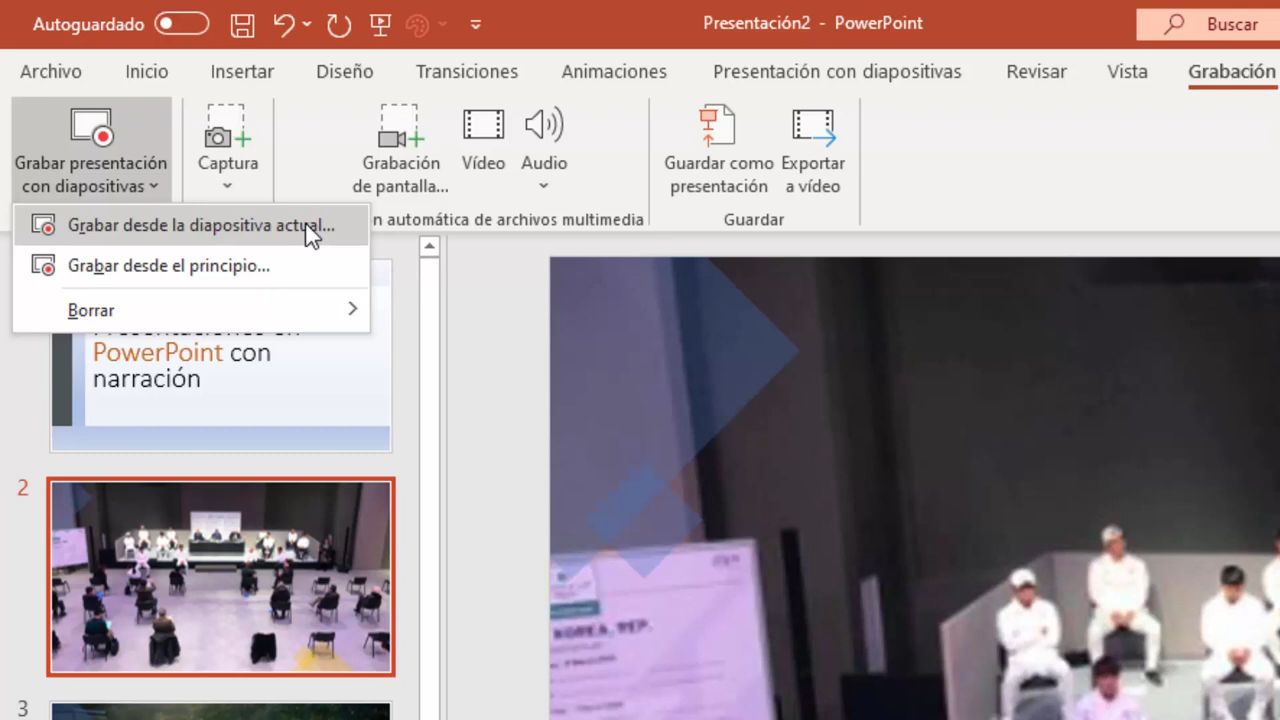 Autoguardado
Presentación2 - PowerPoint
Buscar
Archivo Inicio Insertar Diseño Transiciones Animaciones Presentación con diapositivas Revisar Vista Grabación
Grabar presentación
con diapositivas
Captura
Grabación
de pantalla...
Vídeo
Audio
Guardar como
presentación
Exportar
a vídeo
n automática de archivos multimedia
Guardar
Grabar desde la diapositiva actual...
Grabar desde el principio...
Borrar
PowerPoint con
narración
2
3
KOREA, REP.